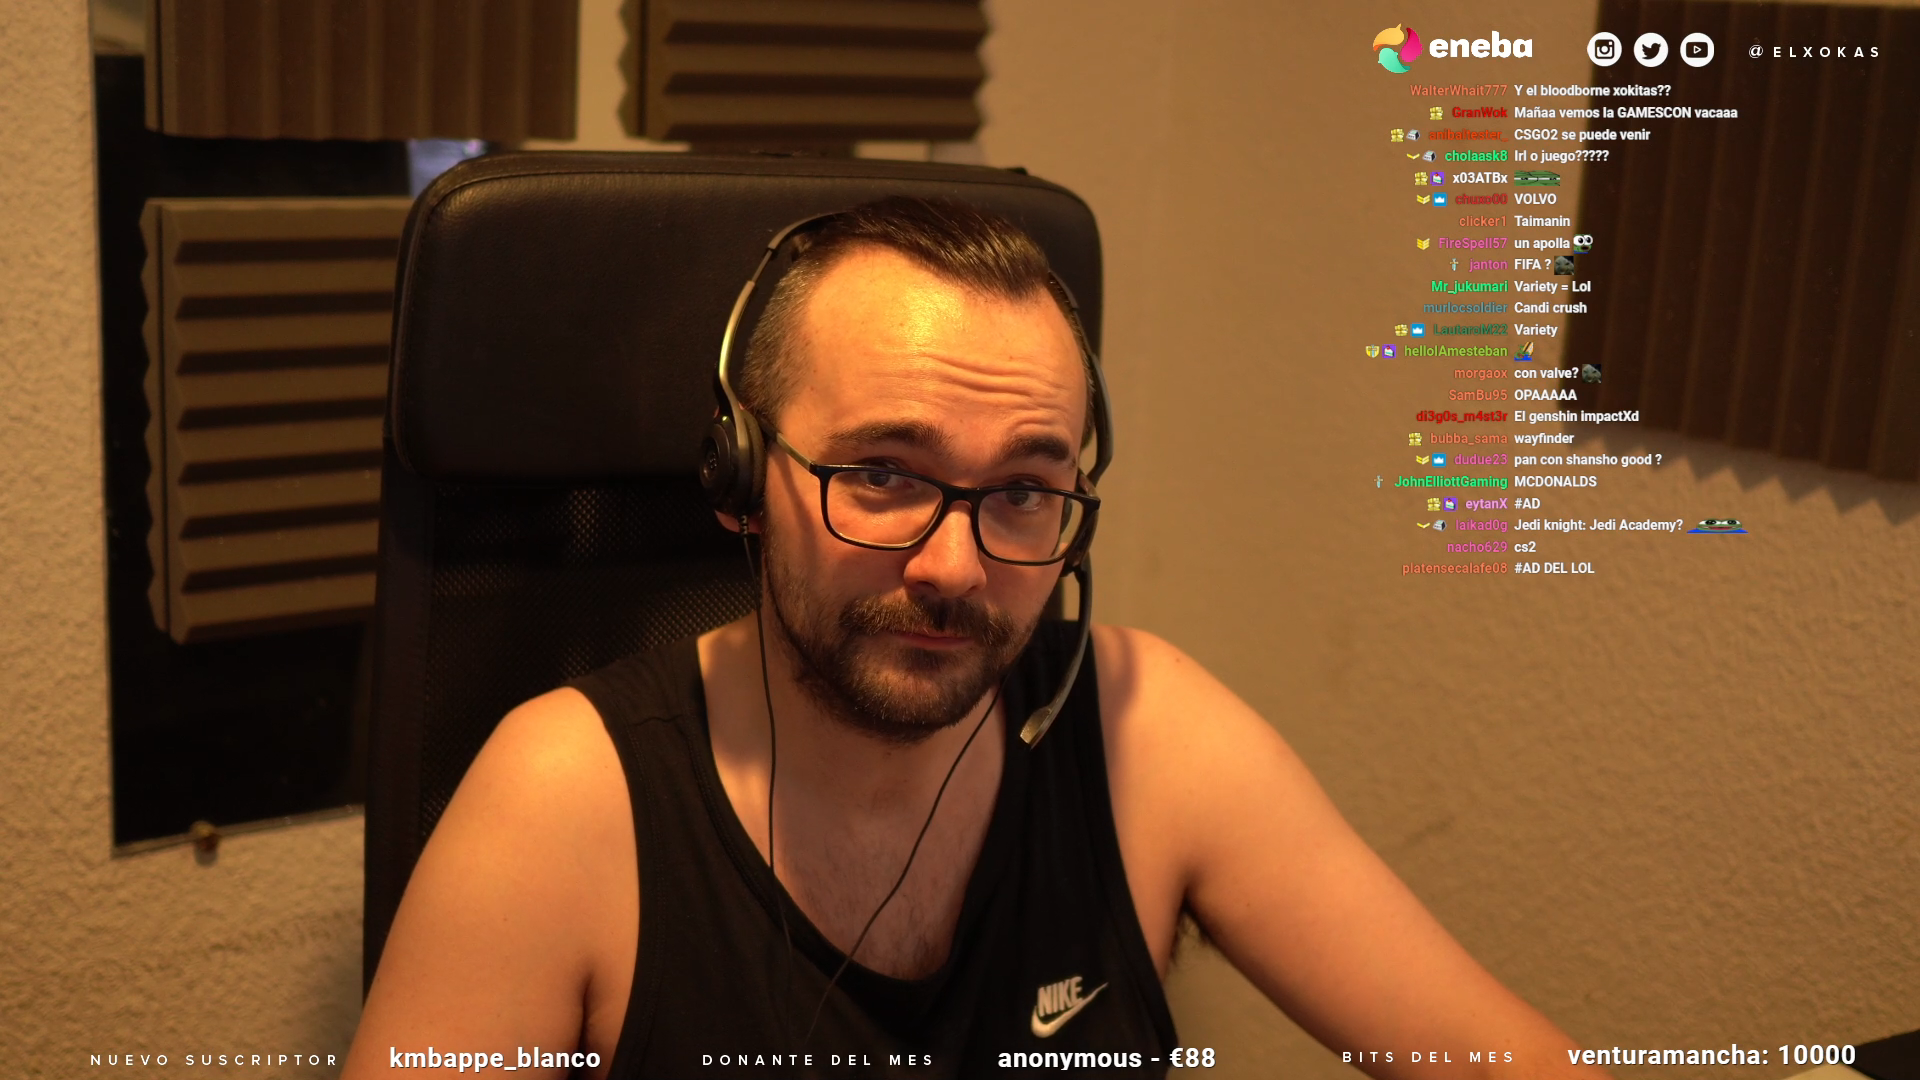 eneba
@ELXOKAS
WalterWhait777 Y el bloodborne xokitas??
GranWok Mañaa vemos la GAMESCON vacaaa
anibaltester_ CSGO2 se puede venir
cholaask8 Irl o juego?????
x03ATBx
chuxo00 VOLVO
clicker1 Taimanin
FireSpell57 un apolla
janton FIFA ?
Mr_jukumari Variety = Lol
murlocsoldier Candi crush
LautaroM22 Variety
helloIAmesteban
morgaox con valve?
SamBu95 OPAAAAA
di3g0s_m4st3r El genshin impactXd
bubba_sama wayfinder
dudue23 pan con shansho good ?
JohnElliottGaming MCDONALDS
eytanX #AD
laikad0g Jedi knight: Jedi Academy?
nacho629 cs2
platensecalafe08 #AD DEL LOL
NIKE
NUEVO SUSCRIPTOR kmbappe_blanco DONANTE DEL MES anonymous - €88 BITS DEL MES venturamancha: 10000